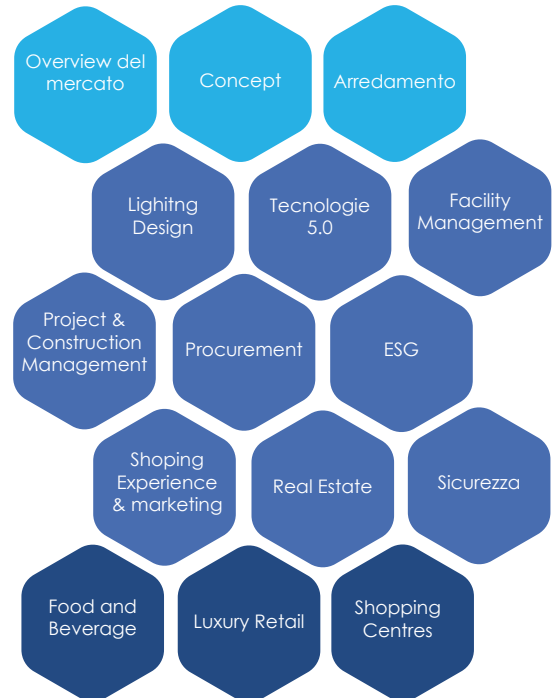 Overview del
mercato
Concept
Arredamento
Lighitng
Design
Tecnologie
5.0
Facility
Management
Project &
Construction
Management
Procurement
ESG
Shoping
Experience
& marketing
Real Estate
Sicurezza
Food and
Beverage
Luxury Retail
Shopping
Centres